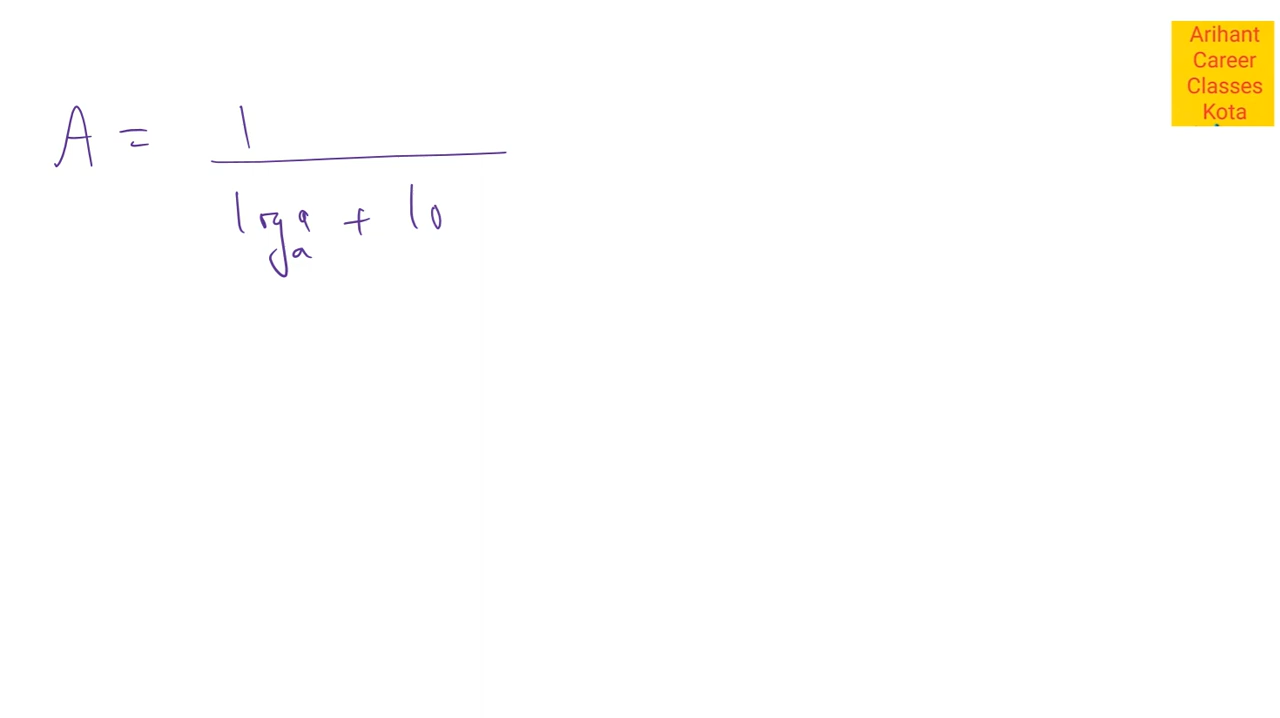 A = 1
log_a a + lo
Arihant
Career
Classes
Kota